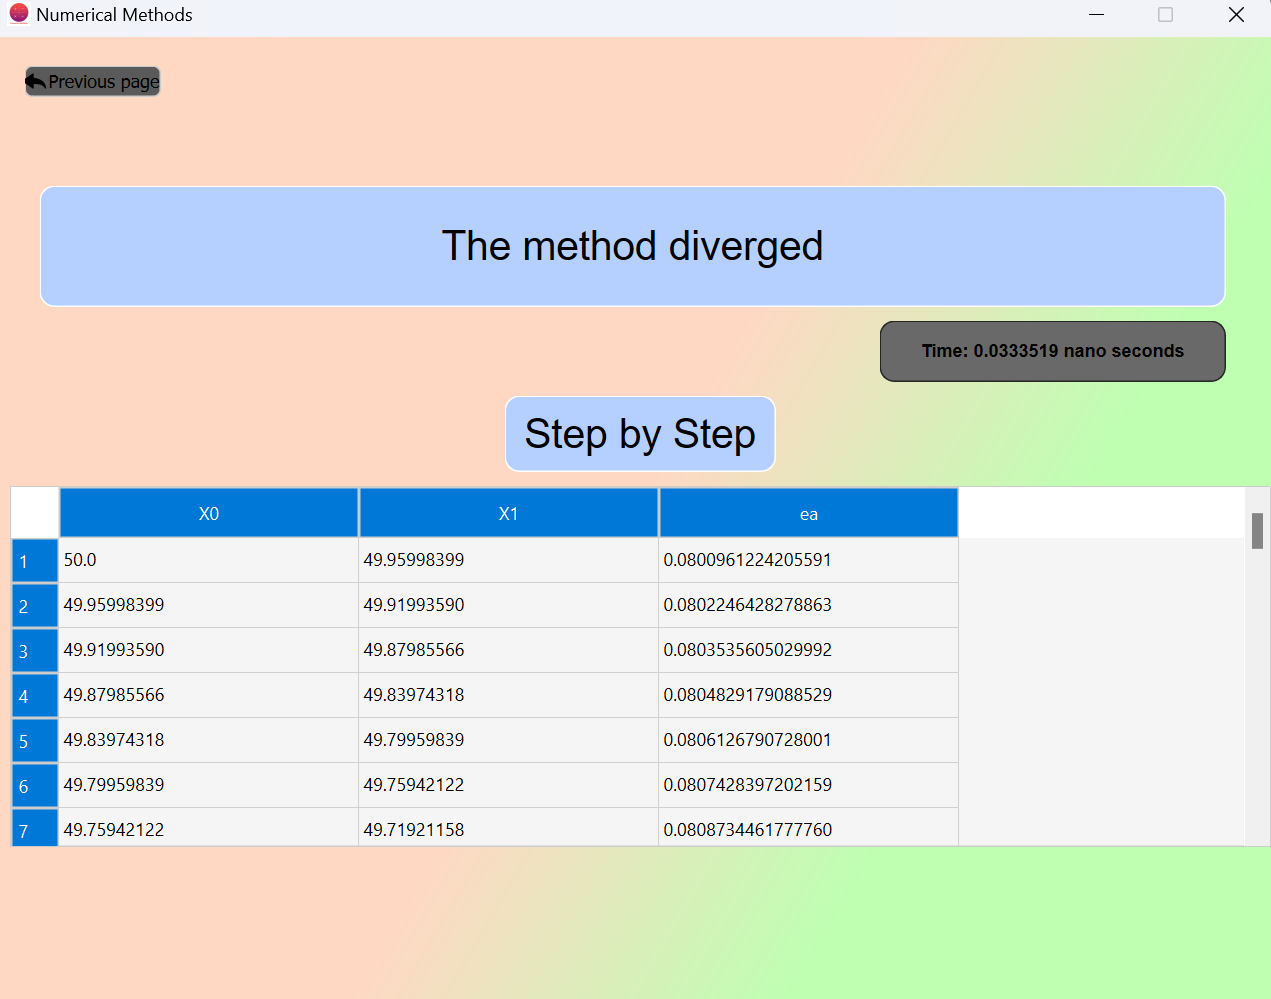 Numerical Methods
Previous page
The method diverged
Time: 0.0333519 nano seconds
Step by Step
X0 X1 ea
1 50.0 49.95998399 0.0800961224205591
2 49.95998399 49.91993590 0.0802246428278863
3 49.91993590 49.87985566 0.0803535605029992
4 49.87985566 49.83974318 0.0804829179088529
5 49.83974318 49.79959839 0.0806126790728001
6 49.79959839 49.75942122 0.0807428397202159
7 49.75942122 49.71921158 0.0808734461777760